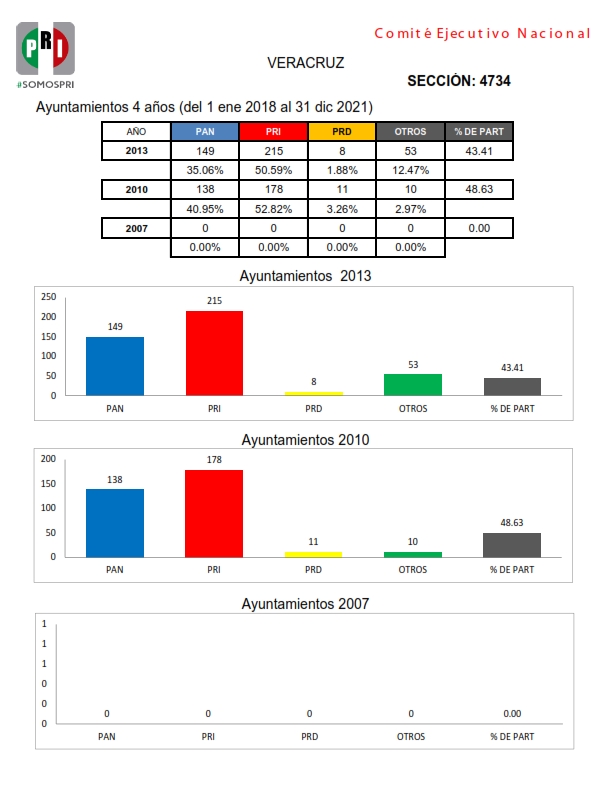 Comité Ejecutivo Nacional
PRI
#SOMOSPRI
VERACRUZ
SECCIÓN: 4734
Ayuntamientos 4 años (del 1 ene 2018 al 31 dic 2021)
AÑO PAN PRI PRD OTROS % DE PART
2013 149 215 8 53 43.41
35.06% 50.59% 1.88% 12.47%
2010 138 178 11 10 48.63
40.95% 52.82% 3.26% 2.97%
2007 0 0 0 0 0.00
0.00% 0.00% 0.00% 0.00%
Ayuntamientos 2013
250
200
150
100
50
0
149 215 8 53 43.41
PAN PRI PRD OTROS % DE PART
Ayuntamientos 2010
200
150
100
50
0
138 178 11 10 48.63
PAN PRI PRD OTROS % DE PART
Ayuntamientos 2007
1
1
1
0
0
0
0 0 0 0 0.00
PAN PRI PRD OTROS % DE PART